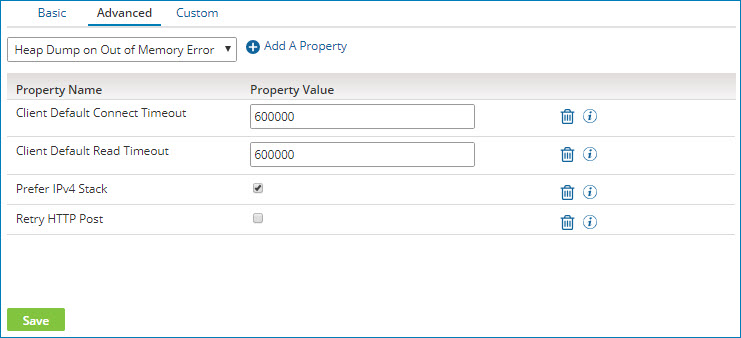 Basic Advanced Custom
Heap Dump on Out of Memory Error Add A Property
Property Name Property Value
Client Default Connect Timeout 600000
Client Default Read Timeout 600000
Prefer IPv4 Stack
Retry HTTP Post
Save